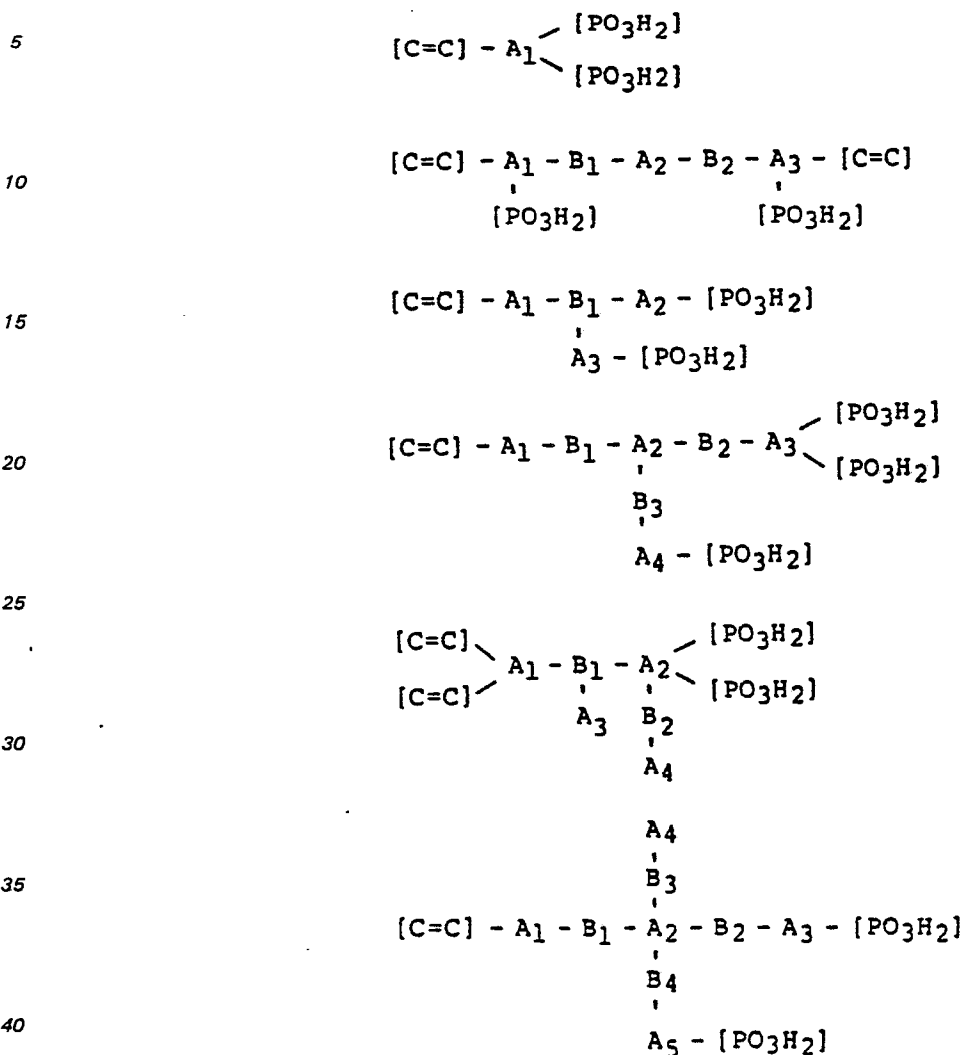 5 [PO3H2]
[C=C] - A1
[PO3H2]
[C=C] - A1 - B1 - A2 - B2 - A3 - [C=C]
10
[PO3H2] [PO3H2]
[C=C] - A1 - B1 - A2 - [PO3H2]
15
A3 - [PO3H2]
[PO3H2]
[C=C] - A1 - B1 - A2 - B2 - A3
20 [PO3H2]
B3
A4 - [PO3H2]
25
[C=C] [PO3H2]
A1 - B1 - A2
[C=C] [PO3H2]
A3 B2
30
A4
A4
35 B3
[C=C] - A1 - B1 - A2 - B2 - A3 - [PO3H2]
B4
40 A5 - [PO3H2]